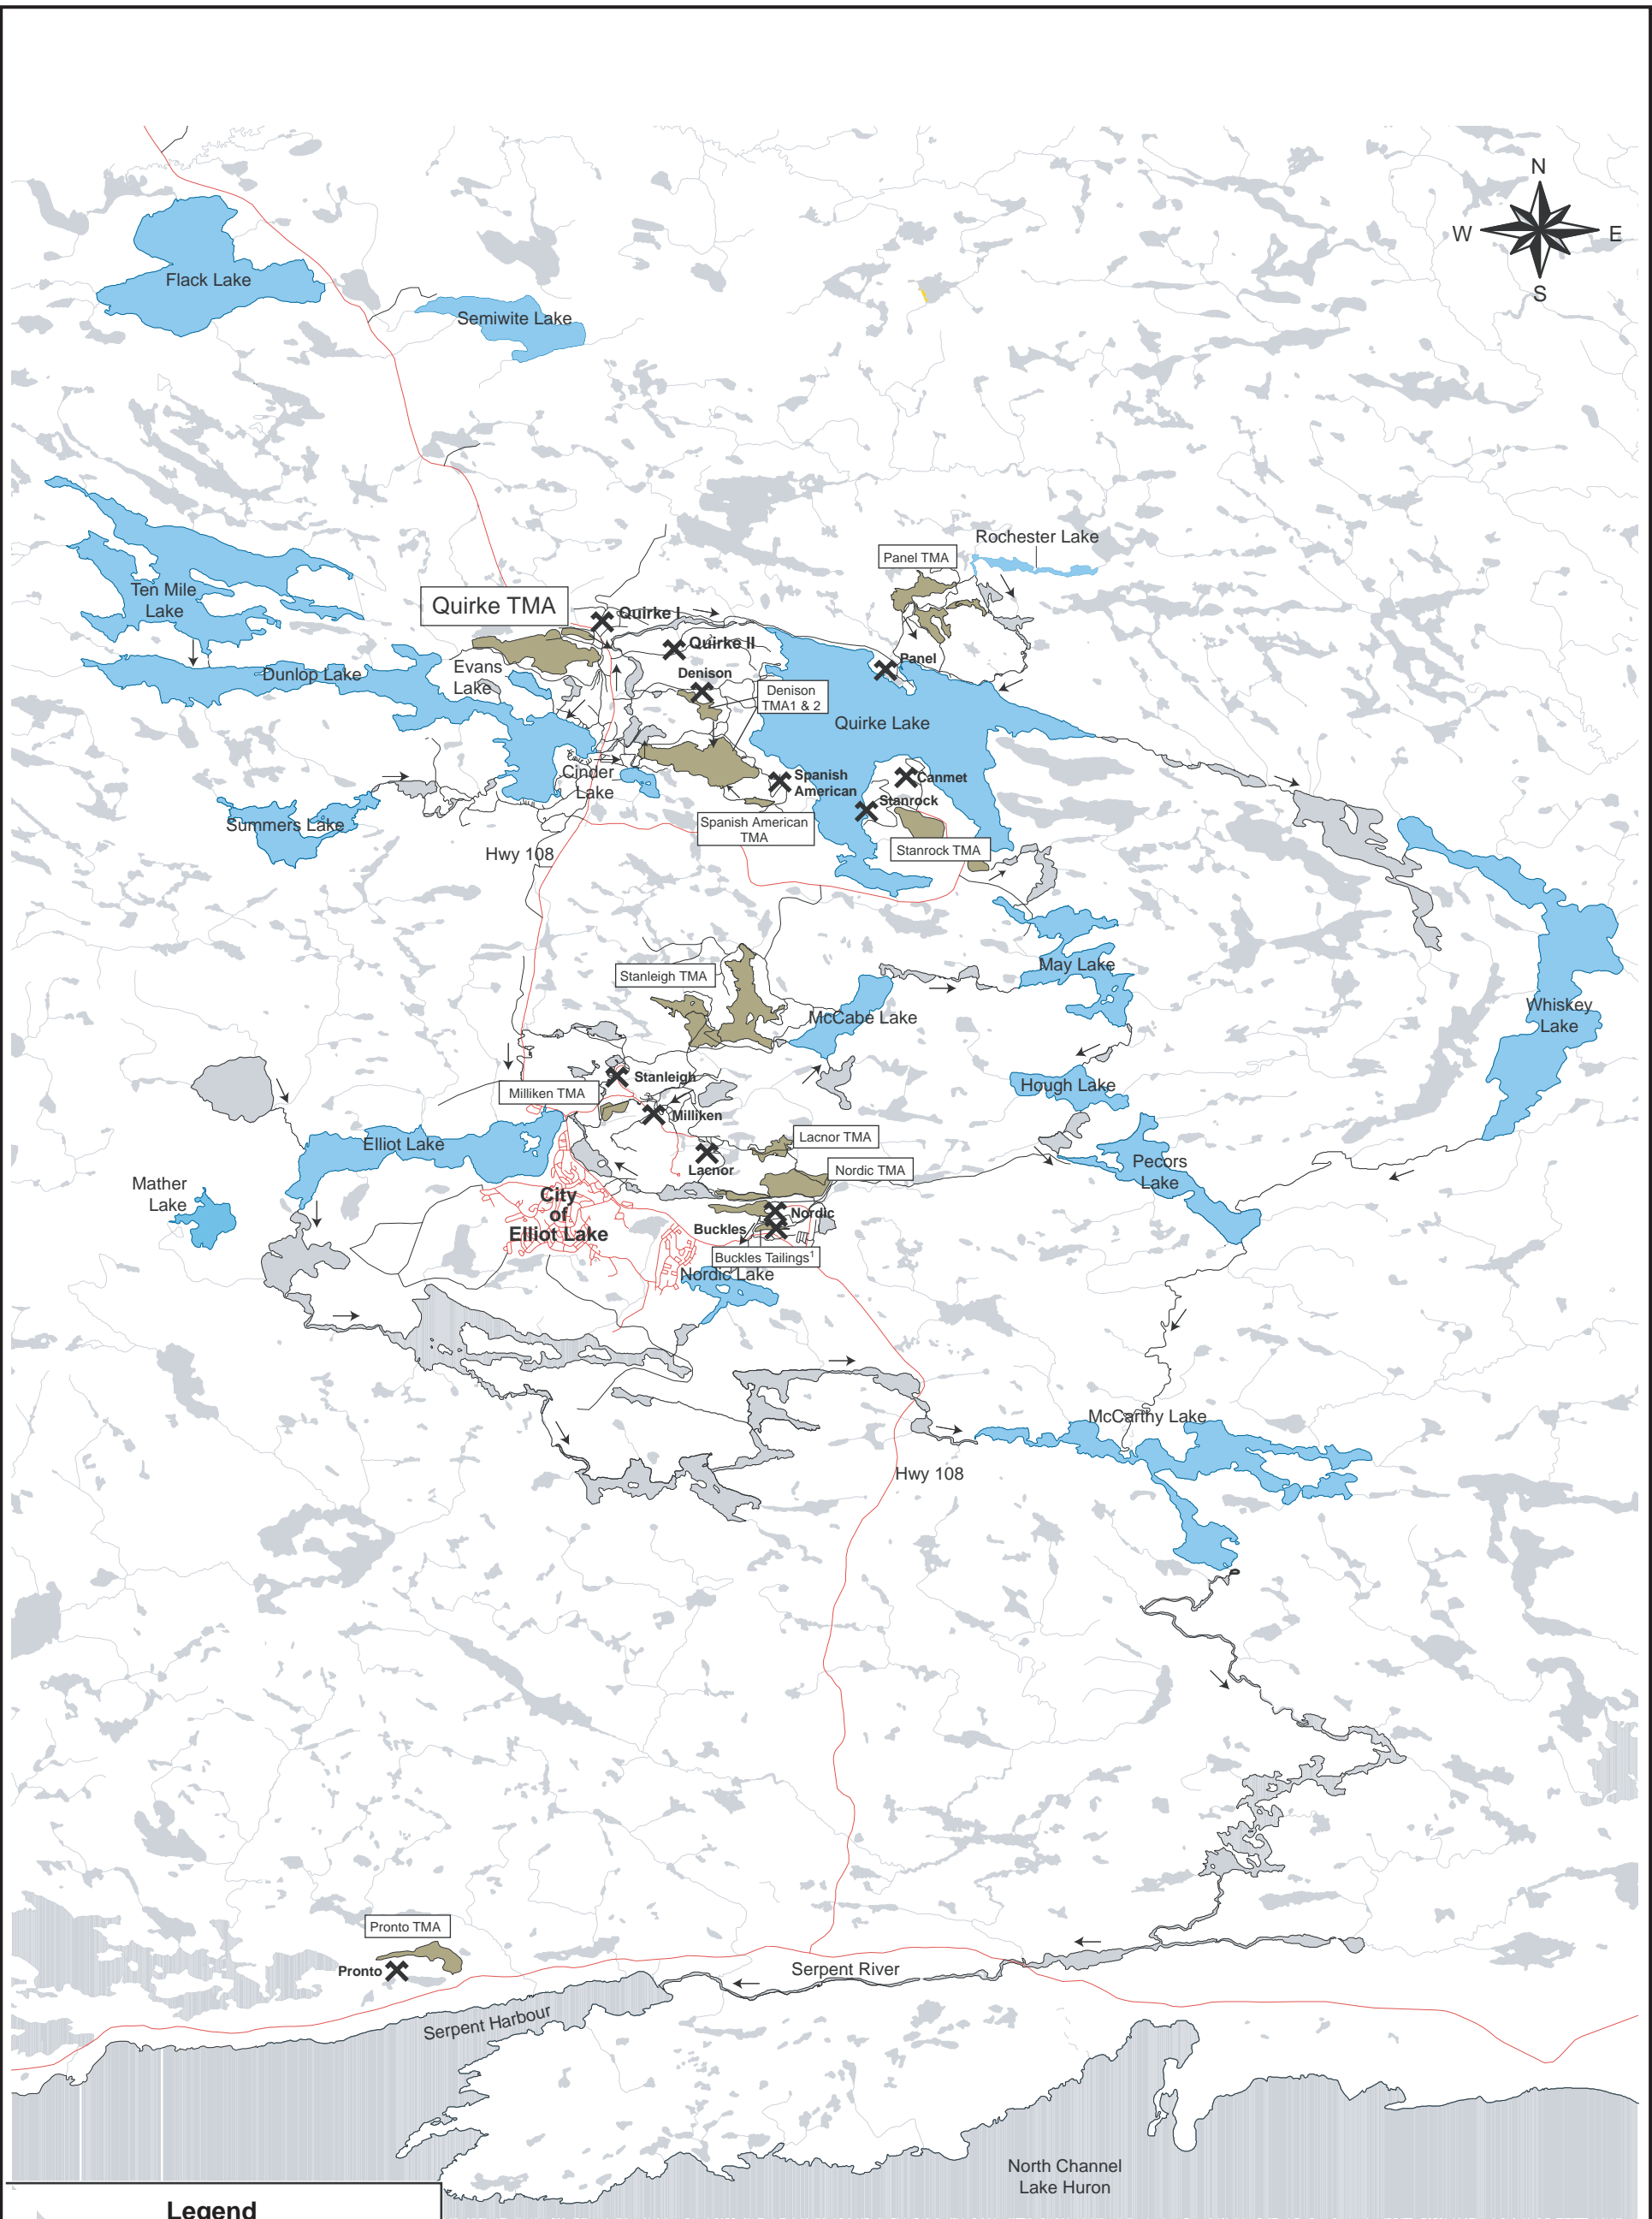 N
W
E
S
Flack Lake
Semiwite Lake
Rochester Lake
Panel TMA
Ten Mile
Lake
Quirke TMA
Quirke I
Quirke II
Panel
Evans
Lake
Dunlop Lake
Denison
Denison
TMA1 & 2
Quirke Lake
Cinder
Lake
Spanish
American
Canmet
Stanrock
Summers Lake
Spanish American
TMA
Stanrock TMA
Hwy 108
May Lake
Stanleigh TMA
McCabe Lake
Whiskey
Lake
Stanleigh
Hough Lake
Milliken TMA
Milliken
Elliot Lake
Lacnor TMA
Lacnor
Pecors
Lake
Nordic TMA
Mather
Lake
City
of
Elliot Lake
Nordic
Buckles
Buckles Tailings¹
Nordic Lake
McCarthy Lake
Hwy 108
Pronto TMA
Pronto
Serpent River
Serpent Harbour
North Channel
Lake Huron
Legend